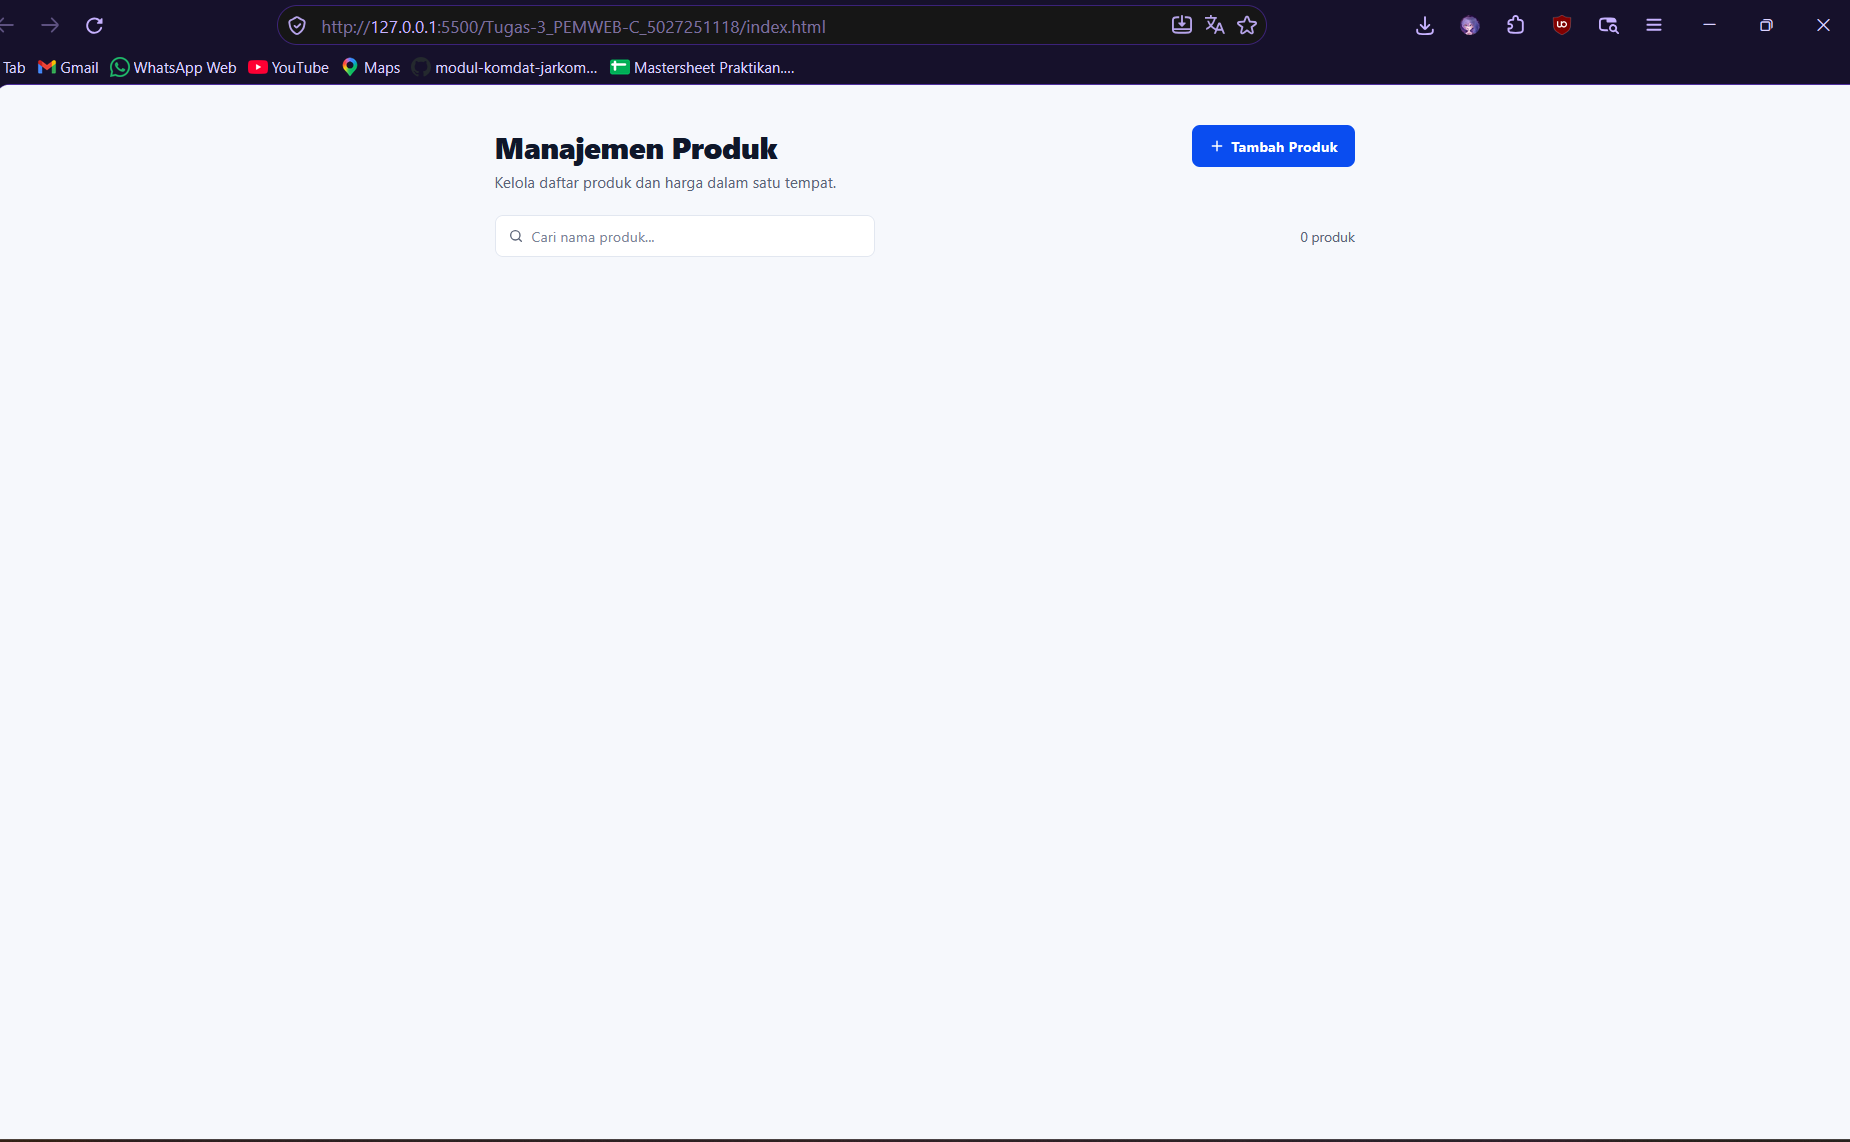 http://127.0.0.1:5500/Tugas-3_PEMWEB-C_5027251118/index.html
Tab Gmail WhatsApp Web YouTube Maps modul-komdat-jarkom... Mastersheet Praktikan....
Manajemen Produk
+ Tambah Produk
Kelola daftar produk dan harga dalam satu tempat.
Cari nama produk...
0 produk